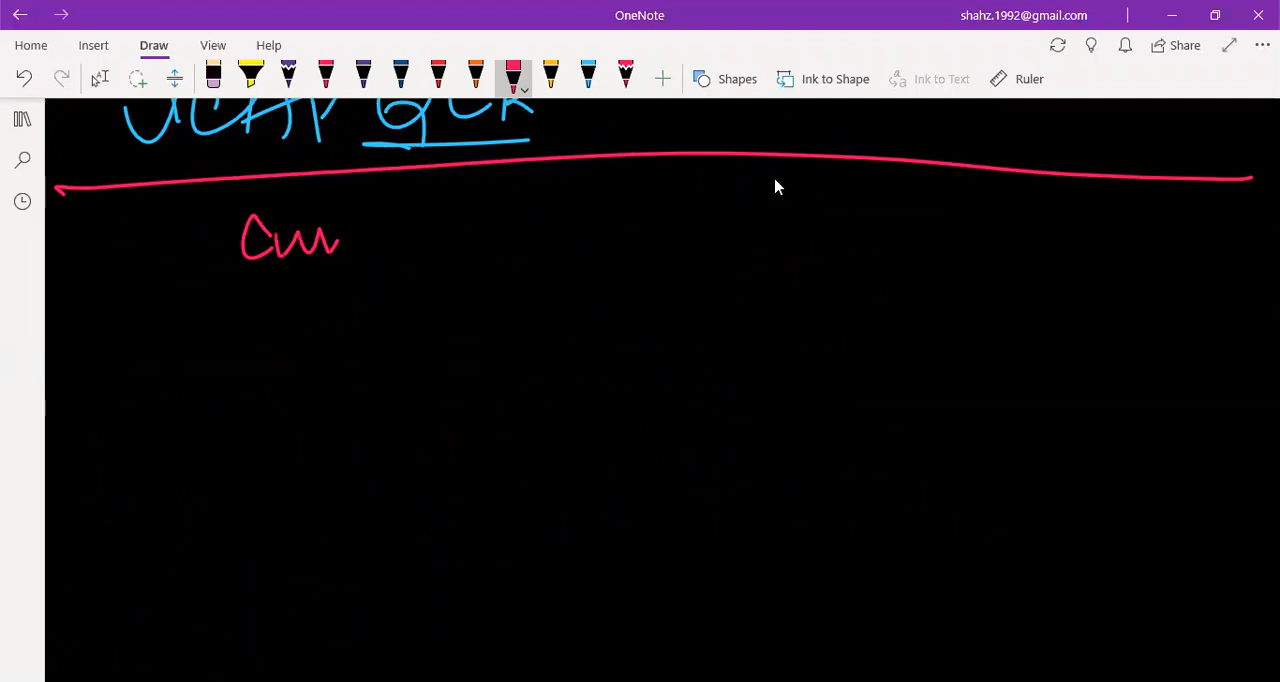 OneNote
shahz.1992@gmail.com
Home Insert Draw View Help
Share
Shapes Ink to Shape Ink to Text Ruler